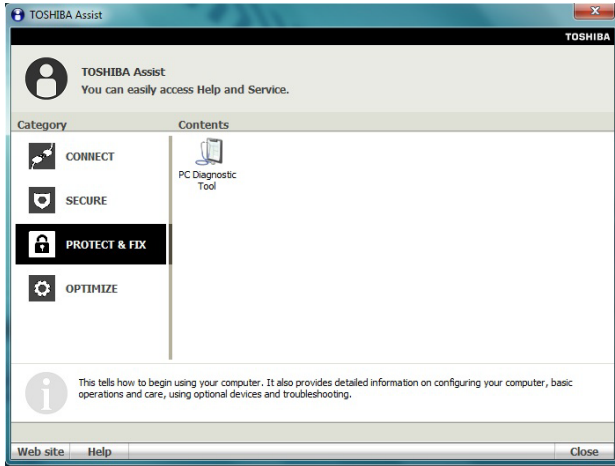 TOSHIBA Assist
TOSHIBA
TOSHIBA Assist
You can easily access Help and Service.
Category
Contents
CONNECT
SECURE
PROTECT & FIX
OPTIMIZE
PC Diagnostic
Tool
This tells how to begin using your computer. It also provides detailed information on configuring your computer, basic
operations and care, using optional devices and troubleshooting.
Web site
Help
Close